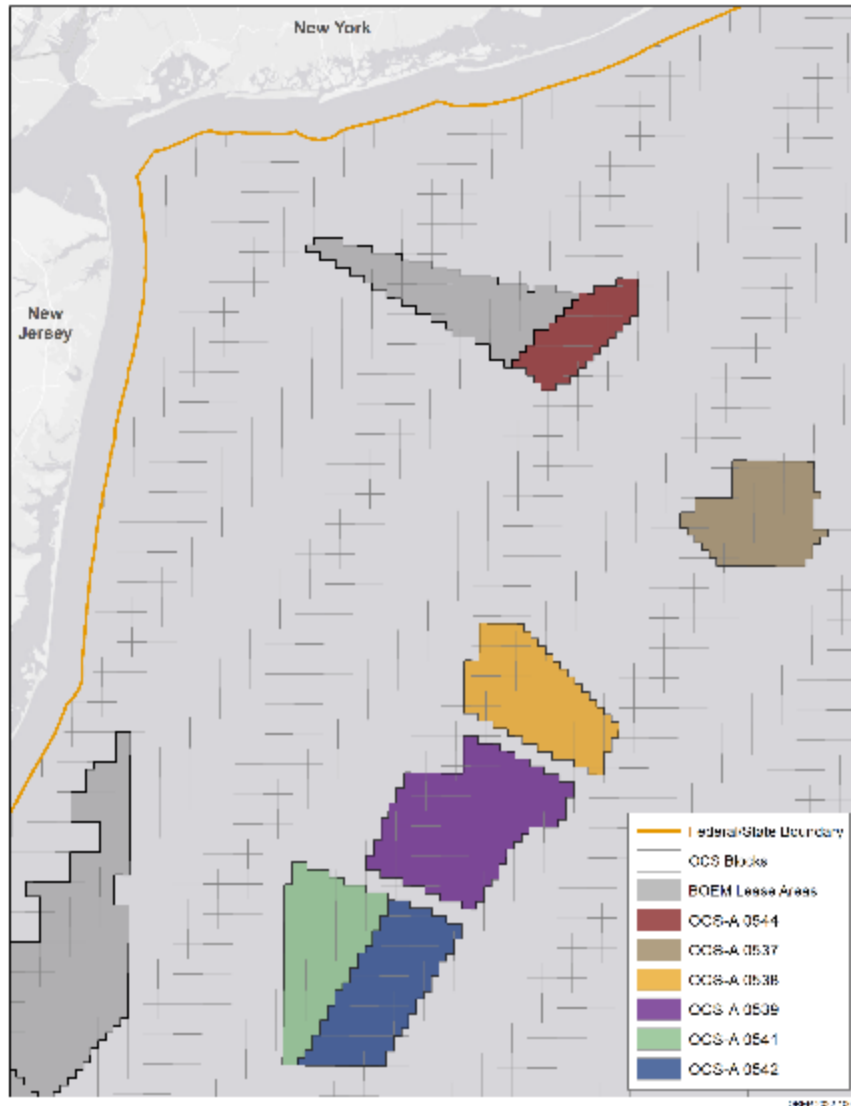 New York
New
Jersey
Federal/State Boundary
OCS Blocks
BOEM Lease Areas
OCS-A 0544
OCS-A 0537
OCS-A 0538
OCS-A 0539
OCS-A 0541
OCS-A 0542